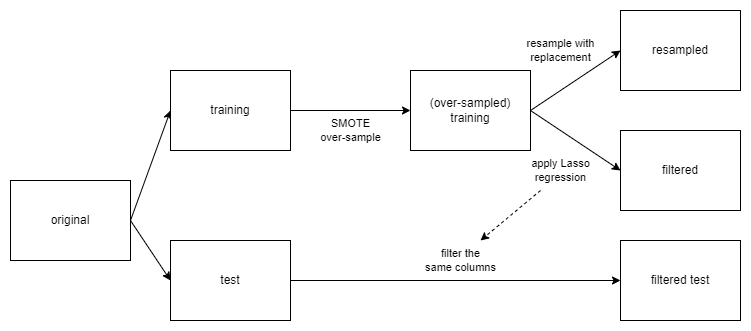 resample with
replacement
resampled
training
SMOTE
over-sample
(over-sampled)
training
apply Lasso
regression
filtered
original
filter the
same columns
test
filtered test